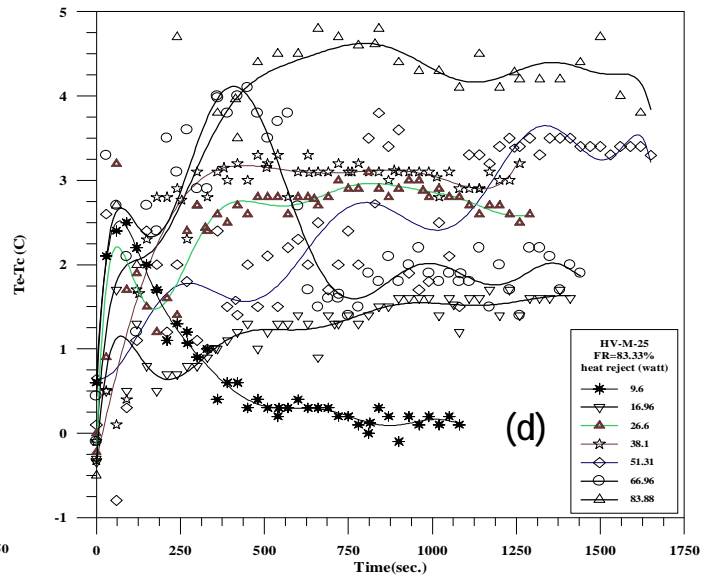 5
4
3
2
1
0
-1
Te-Tc (C)
HV-M-25
FR=83.33%
heat reject (watt)
9.6
16.96
26.6
38.1
51.31
66.96
83.88
(d)
0 250 500 750 1000 1250 1500 1750
Time(sec.)